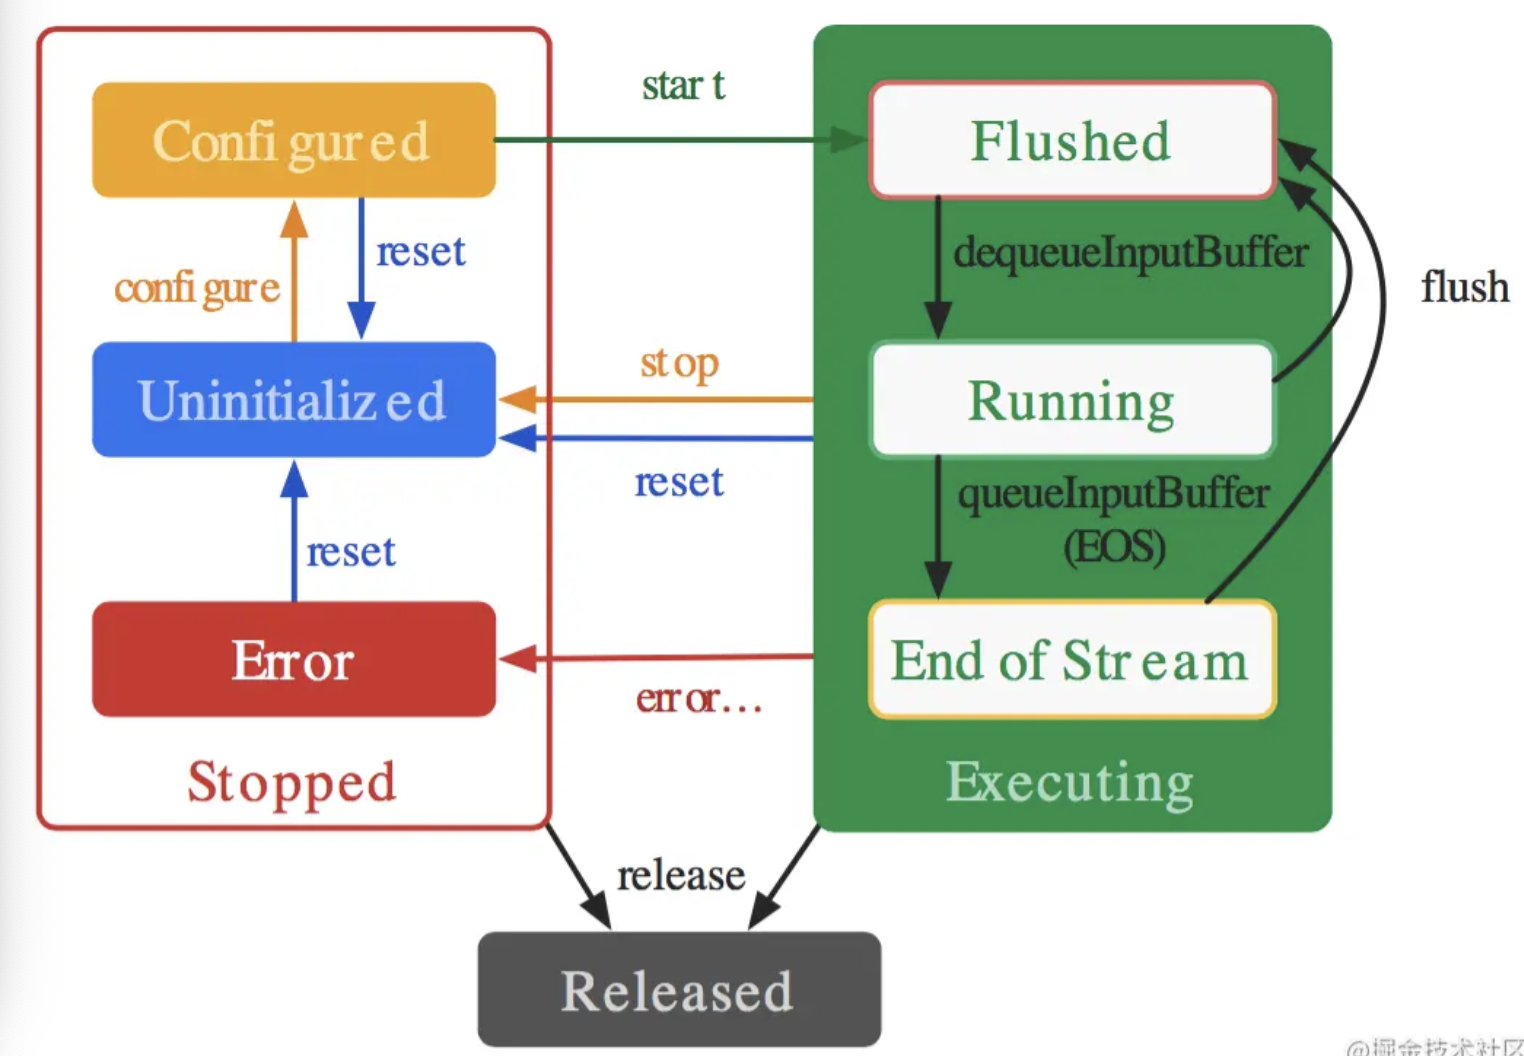 start
Configured
Flushed
reset
dequeueInputBuffer
configure
flush
stop
Uninitialized
Running
reset
queueInputBuffer
(EOS)
reset
Error
End of Stream
error...
Stopped
Executing
release
Released
@掘金技术社区